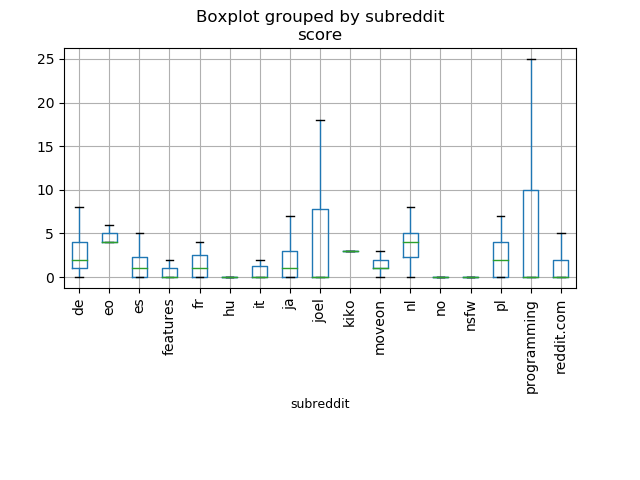 Boxplot grouped by subreddit
score
25
20
15
10
5
0
de
eo
es
features
fr
hu
it
ja
joel
kiko
moveon
nl
no
nsfw
pl
programming
reddit.com
subreddit